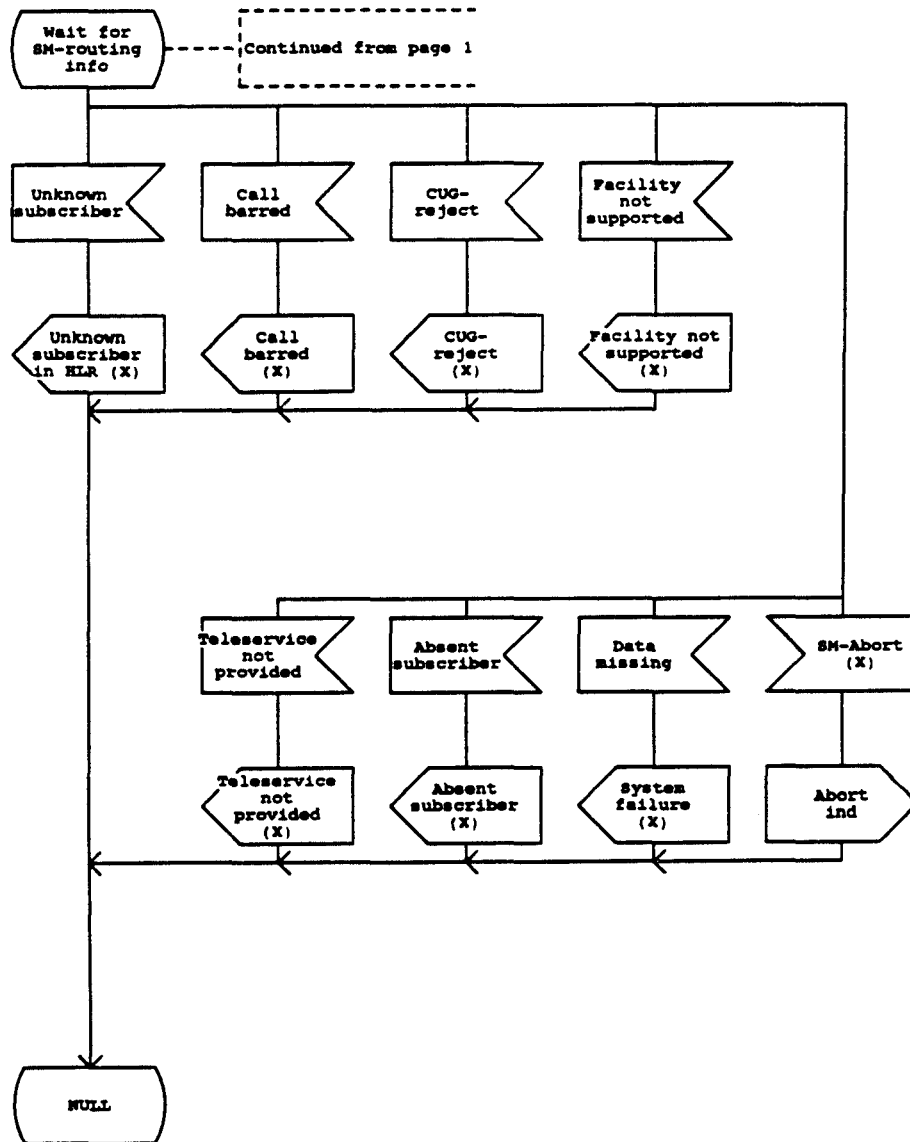 Wait for
SM-routing
info
Continued from page 1
Unknown
subscriber
Call
barred
CUG-
reject
Facility
not
supported
Unknown
subscriber
in HLR (X)
Call
barred
(X)
CUG-
reject
(X)
Facility not
supported
(X)
Teleservice
not
provided
Absent
subscriber
Data
missing
SM-Abort
(X)
Teleservice
not
provided
(X)
Absent
subscriber
(X)
System
failure
(X)
Abort
ind
NULL